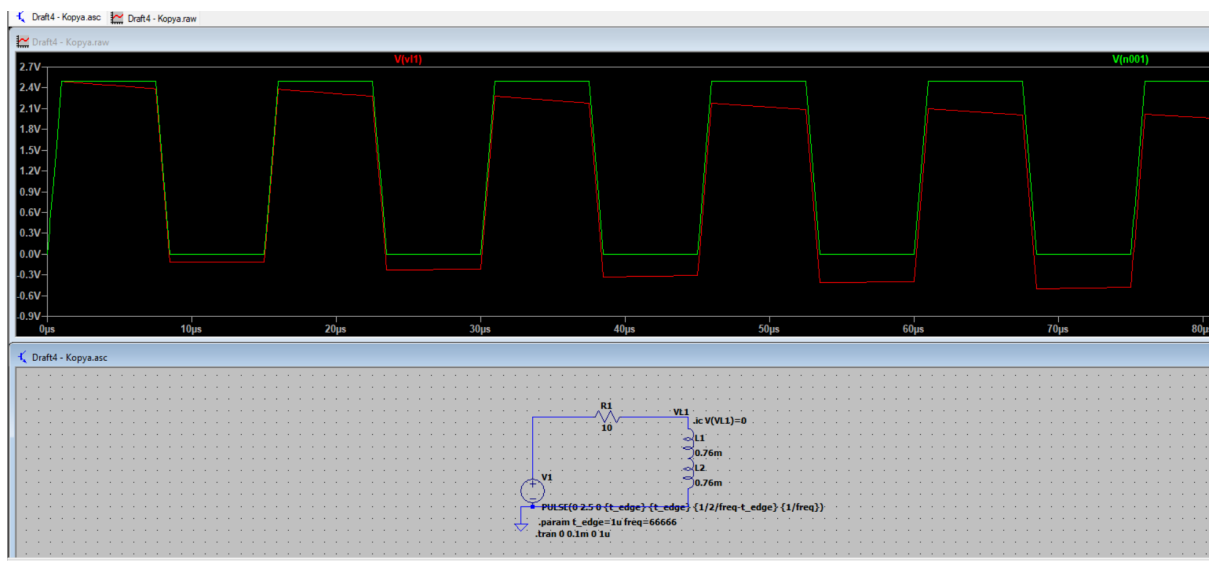 Draft4 - Kopya.asc Draft4 - Kopya.raw
Draft4 - Kopya.raw
V(vl1) V(n001)
2.7V
2.4V
2.1V
1.8V
1.5V
1.2V
0.9V
0.6V
0.3V
0.0V
-0.3V
-0.6V
-0.9V
0µs 10µs 20µs 30µs 40µs 50µs 60µs 70µs 80µ
Draft4 - Kopya.asc
R1
10
VL1
.ic V(VL1)=0
L1
0.76m
L2
0.76m
V1
PULSE(0 2.5 0 {t_edge} {t_edge} {1/2/freq-t_edge} {1/freq})
.param t_edge=1u freq=66666
.tran 0 0.1m 0 1u